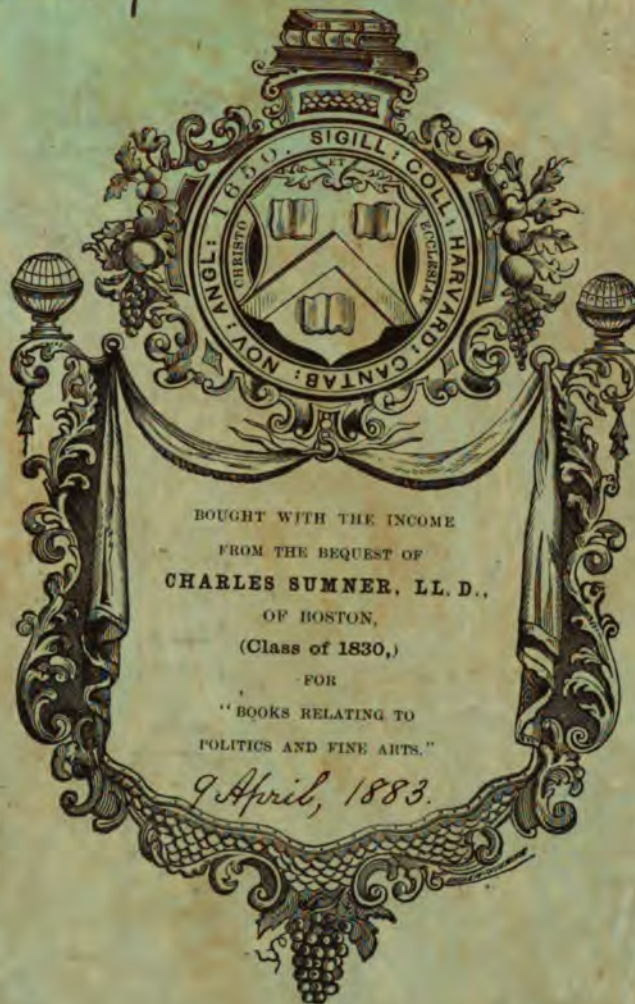 SIGILL: COLL: HARVARD: CANTAB: NOV: ANGL: 1650.
ET
CHRISTO
ECCLESIAE
BOUGHT WITH THE INCOME
FROM THE BEQUEST OF
CHARLES SUMNER, LL. D.,
OF BOSTON,
(Class of 1830,)
FOR
"BOOKS RELATING TO
POLITICS AND FINE ARTS."
9 April, 1883.